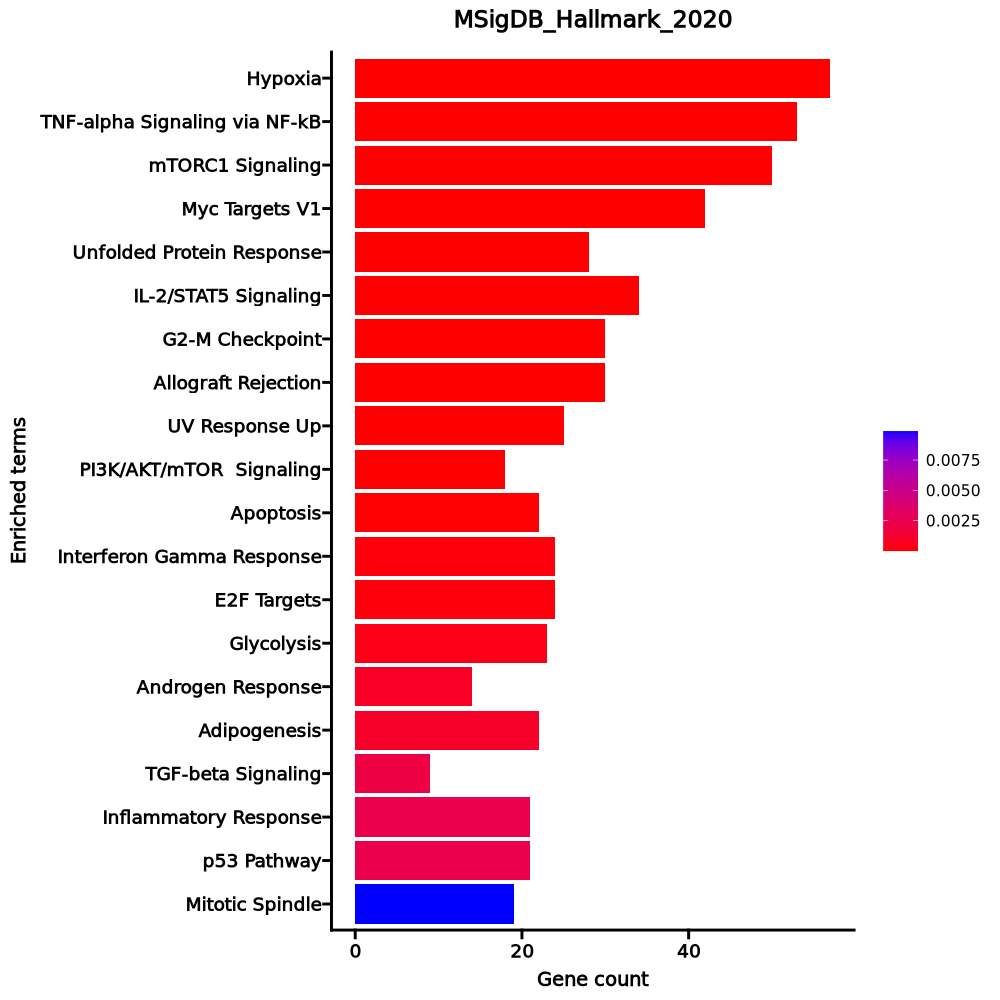 MSigDB_Hallmark_2020
Hypoxia
TNF-alpha Signaling via NF-kB
mTORC1 Signaling
Myc Targets V1
Unfolded Protein Response
IL-2/STAT5 Signaling
G2-M Checkpoint
Allograft Rejection
UV Response Up
PI3K/AKT/mTOR  Signaling
Apoptosis
Interferon Gamma Response
E2F Targets
Glycolysis
Androgen Response
Adipogenesis
TGF-beta Signaling
Inflammatory Response
p53 Pathway
Mitotic Spindle
Enriched terms
0 20 40
Gene count
0.0075
0.0050
0.0025